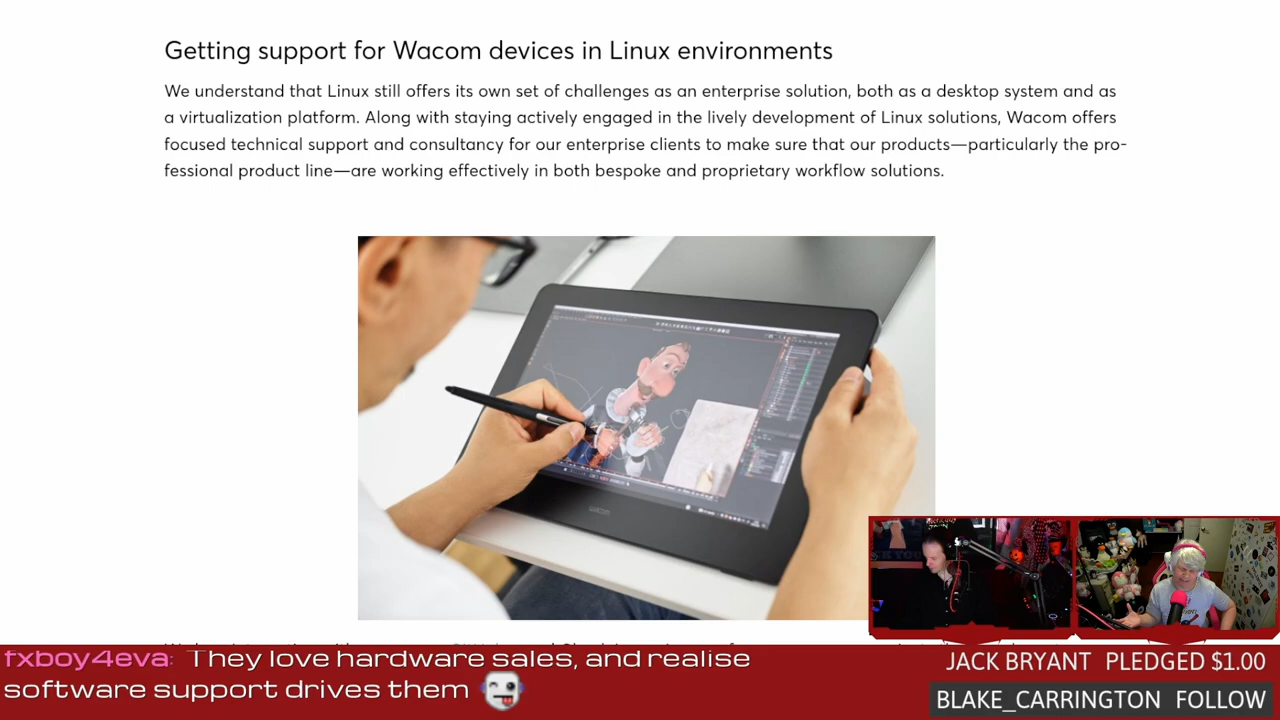 Getting support for Wacom devices in Linux environments
We understand that Linux still offers its own set of challenges as an enterprise solution, both as a desktop system and as
a virtualization platform. Along with staying actively engaged in the lively development of Linux solutions, Wacom offers
focused technical support and consultancy for our enterprise clients to make sure that our products—particularly the pro-
fessional product line—are working effectively in both bespoke and proprietary workflow solutions.
fxboy4eva: They love hardware sales, and realise
software support drives them
JACK BRYANT PLEDGED $1.00
BLAKE_CARRINGTON FOLLOW